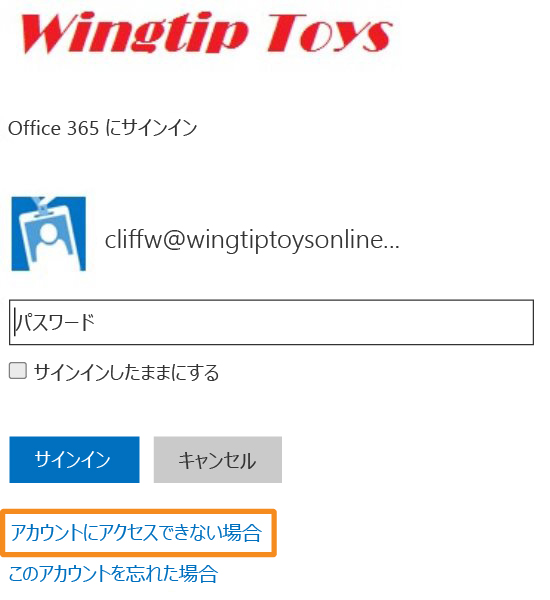 Wingtip Toys
Office 365 にサインイン
cliffw@wingtiptoysonline...
パスワード
サインインしたままにする
サインイン
キャンセル
アカウントにアクセスできない場合
このアカウントを忘れた場合